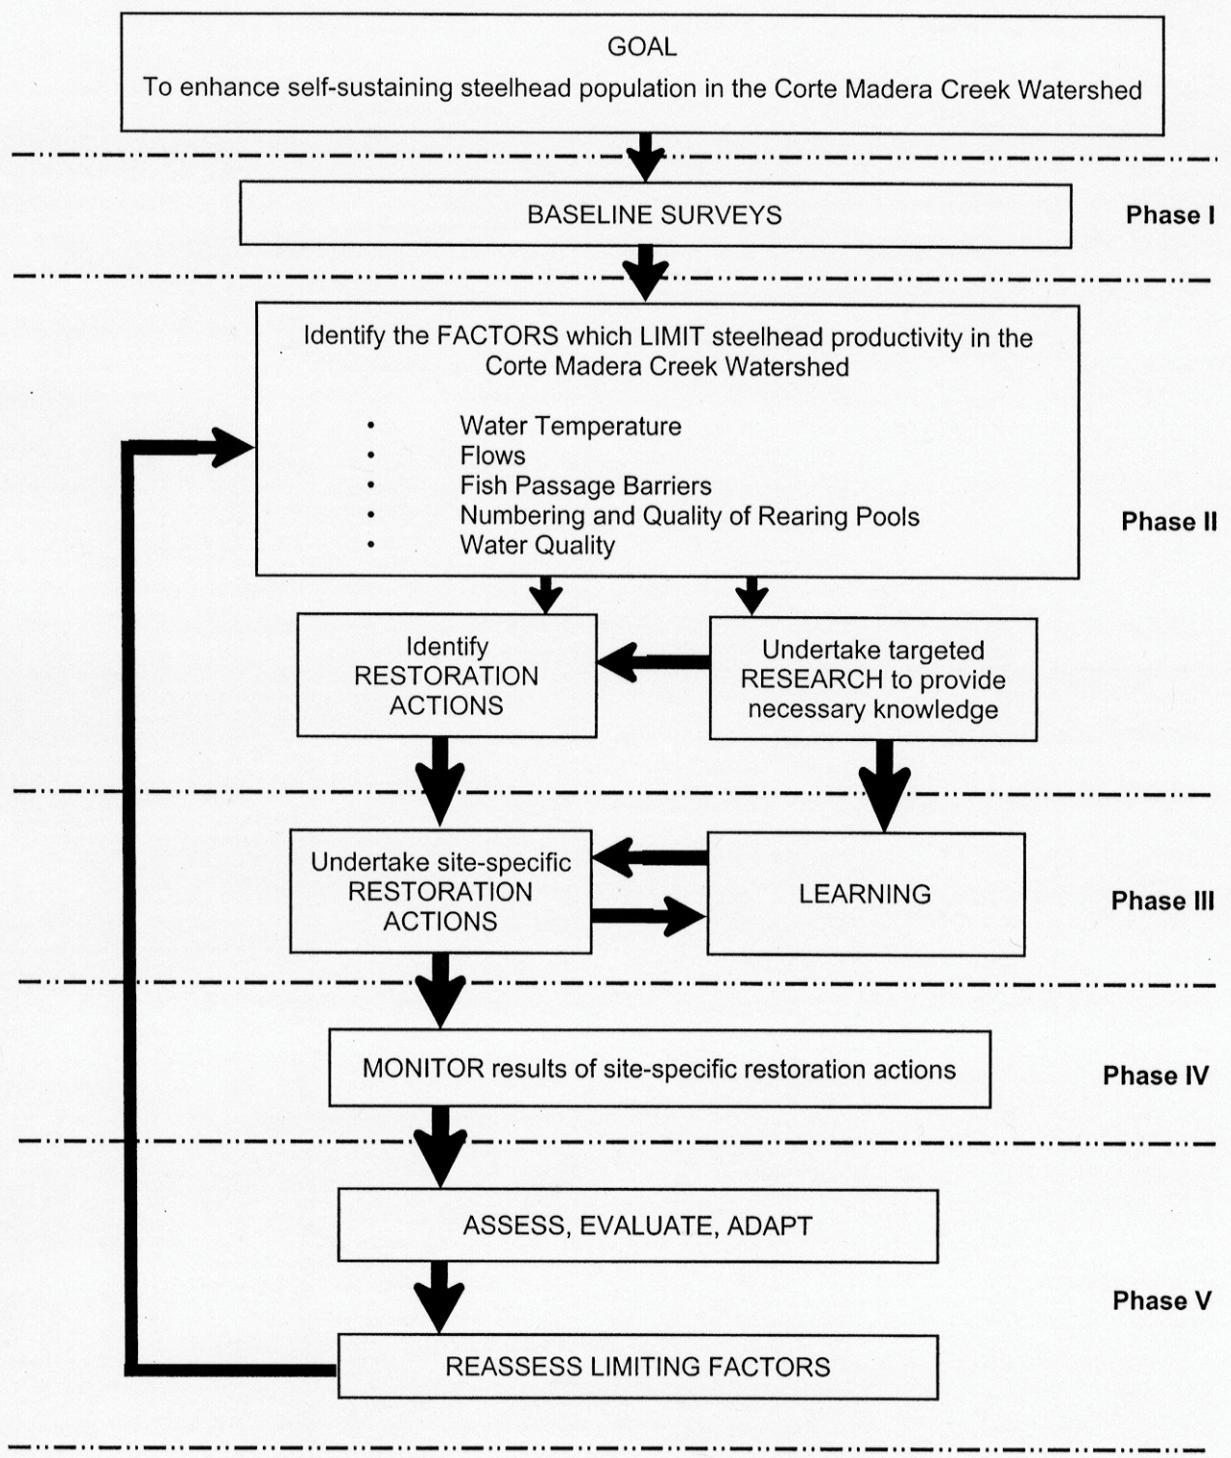 GOAL
To enhance self-sustaining steelhead population in the Corte Madera Creek Watershed
BASELINE SURVEYS
Phase I
Identify the FACTORS which LIMIT steelhead productivity in the
Corte Madera Creek Watershed
• Water Temperature
• Flows
• Fish Passage Barriers
• Numbering and Quality of Rearing Pools
• Water Quality
Phase II
Identify
RESTORATION
ACTIONS
Undertake targeted
RESEARCH to provide
necessary knowledge
Undertake site-specific
RESTORATION
ACTIONS
LEARNING
Phase III
MONITOR results of site-specific restoration actions
Phase IV
ASSESS, EVALUATE, ADAPT
Phase V
REASSESS LIMITING FACTORS